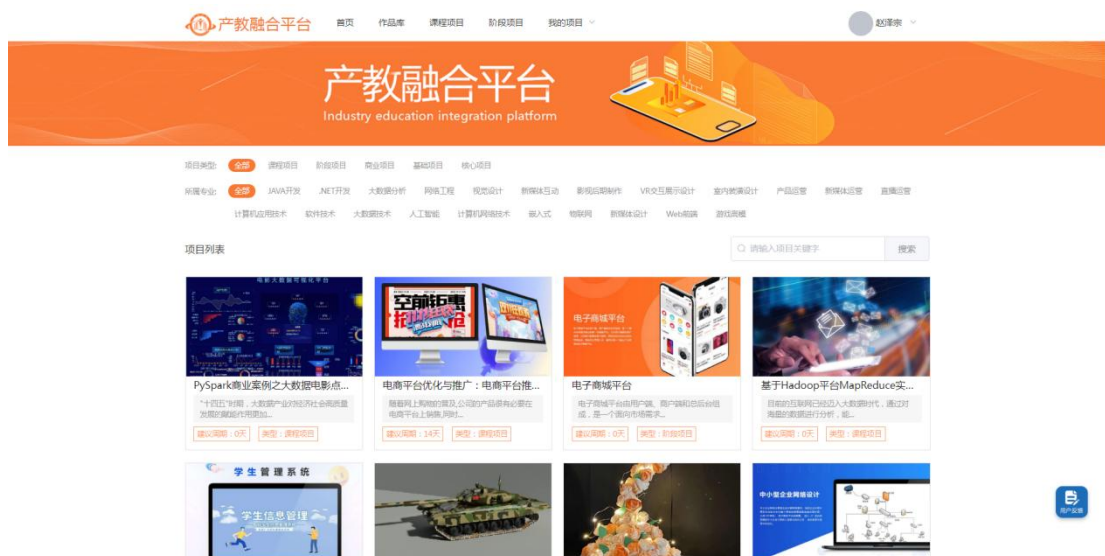 产教融合平台 首页 作品库 课程项目 阶段项目 我的项目 赵泽宗
产教融合平台
Industry education integration platform
项目类型: 全部 课程项目 阶段项目 商业项目 基础项目 核心项目
所属专业: 全部 JAVA开发 .NET开发 大数据分析 网络工程 视觉设计 新媒体互动 影视后期制作 VR交互展示设计 室内装潢设计 产品运营 新媒体运营 直播运营
计算机应用技术 软件技术 大数据技术 人工智能 计算机网络技术 嵌入式 物联网 新媒体设计 Web前端
项目列表
请输入项目关键字 搜索
电影大数据可视化平台
空前钜惠
电子商城平台
PySpark商业案例之大数据电影点...
"十四五"时期，大数据产业对经济社会高质量
发展的赋能作用更加...
建议周期：0天 类型：课程项目
电商平台优化与推广：电商平台推...
随着网上购物的普及,公司的产品很有必要在
电商平台上销售,同时...
建议周期：14天 类型：课程项目
电子商城平台
电子商城平台由用户端、商户端和总后台组
成，是一个面向市场需求...
建议周期：0天 类型：阶段项目
基于Hadoop平台MapReduce实...
目前的互联网已经迈入大数据时代，通过对
海量的数据进行分析，能...
建议周期：0天 类型：课程项目
学生管理系统
学生信息管理
中小型企业网络设计
用户反馈